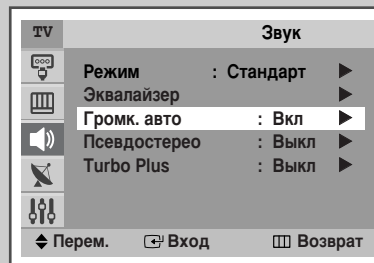 TV Звук
Режим : Стандарт
Эквалайзер
Громк. авто : Вкл
Псевдостерео : Выкл
Turbo Plus : Выкл
Перем. Вход Возврат